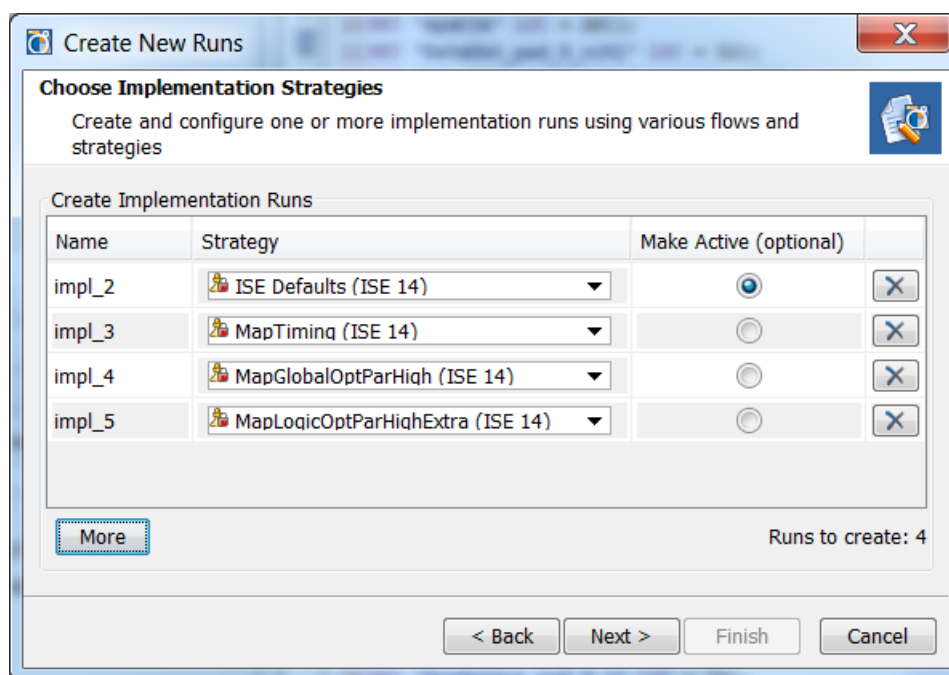 Create New Runs
Choose Implementation Strategies
Create and configure one or more implementation runs using various flows and
strategies
Create Implementation Runs
Name Strategy Make Active (optional)
impl_2 ISE Defaults (ISE 14)
impl_3 MapTiming (ISE 14)
impl_4 MapGlobalOptParHigh (ISE 14)
impl_5 MapLogicOptParHighExtra (ISE 14)
More Runs to create: 4
< Back Next > Finish Cancel